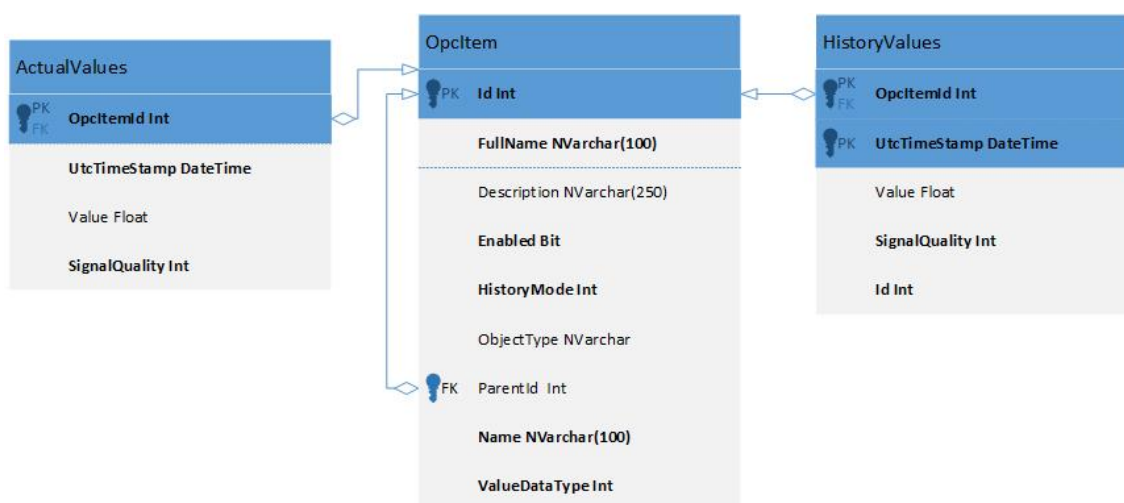 ActualValues
PK
FK
OpcItemId Int
UtcTimeStamp DateTime
Value Float
SignalQuality Int
OpcItem
PK
Id Int
FullName NVarchar(100)
Description NVarchar(250)
Enabled Bit
HistoryMode Int
ObjectType NVarchar
FK
ParentId Int
Name NVarchar(100)
ValueDataType Int
HistoryValues
PK
FK
OpcItemId Int
PK
UtcTimeStamp DateTime
Value Float
SignalQuality Int
Id Int